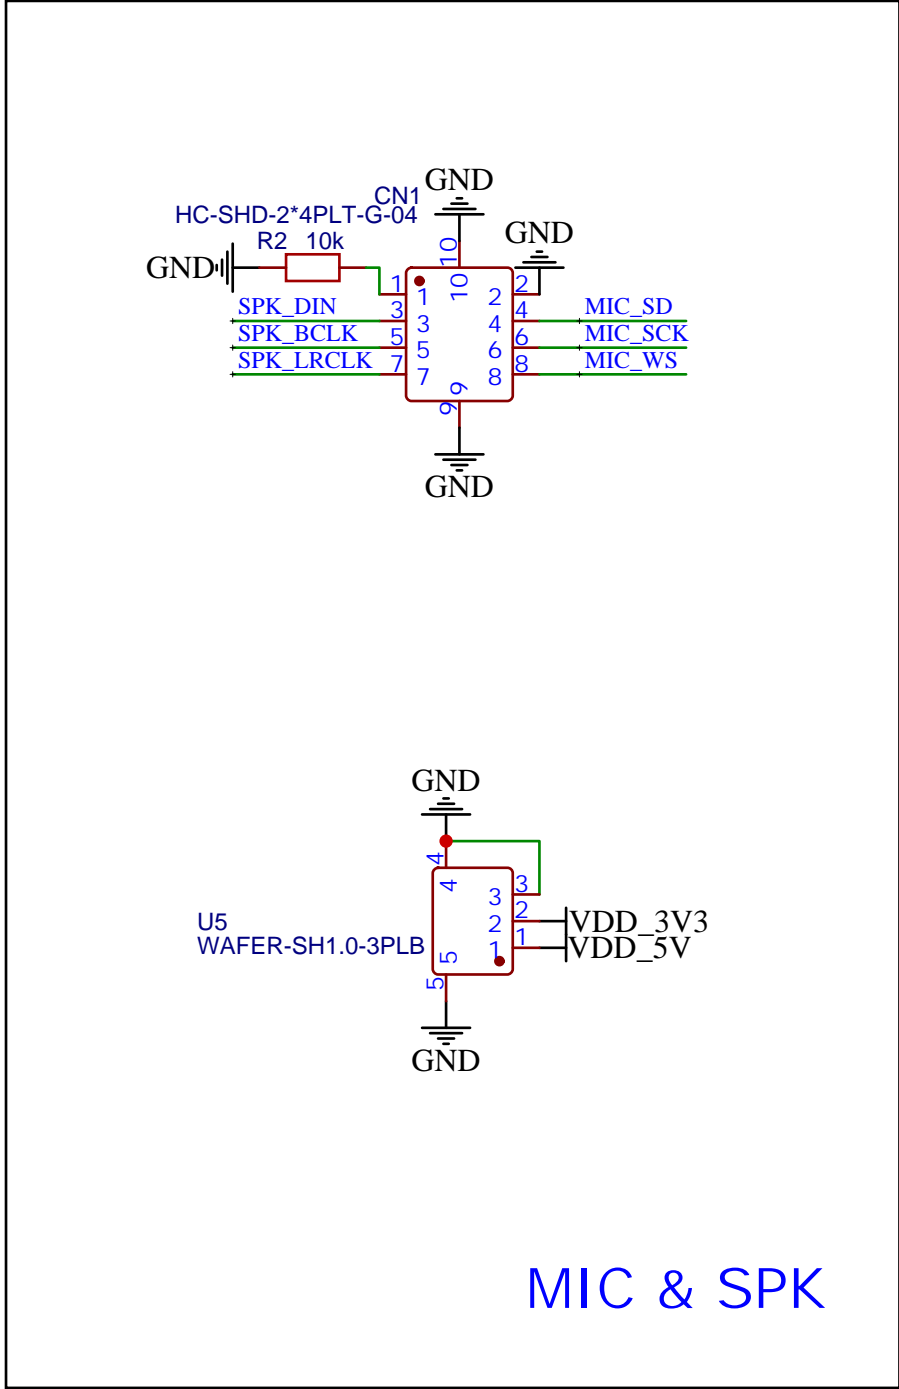 GND
CN1
HC-SHD-2*4PLT-G-04
GND
R2 10k
GND
10
10
1 1 2 2
SPK_DIN 3 3 4 4 MIC_SD
SPK_BCLK 5 5 6 6 MIC_SCK
SPK_LRCLK 7 7 8 8 MIC_WS
9
9
GND
GND
4
4
3 3
U5
2 2 VDD_3V3
WAFER-SH1.0-3PLB
1 1 VDD_5V
5
5
GND
MIC & SPK